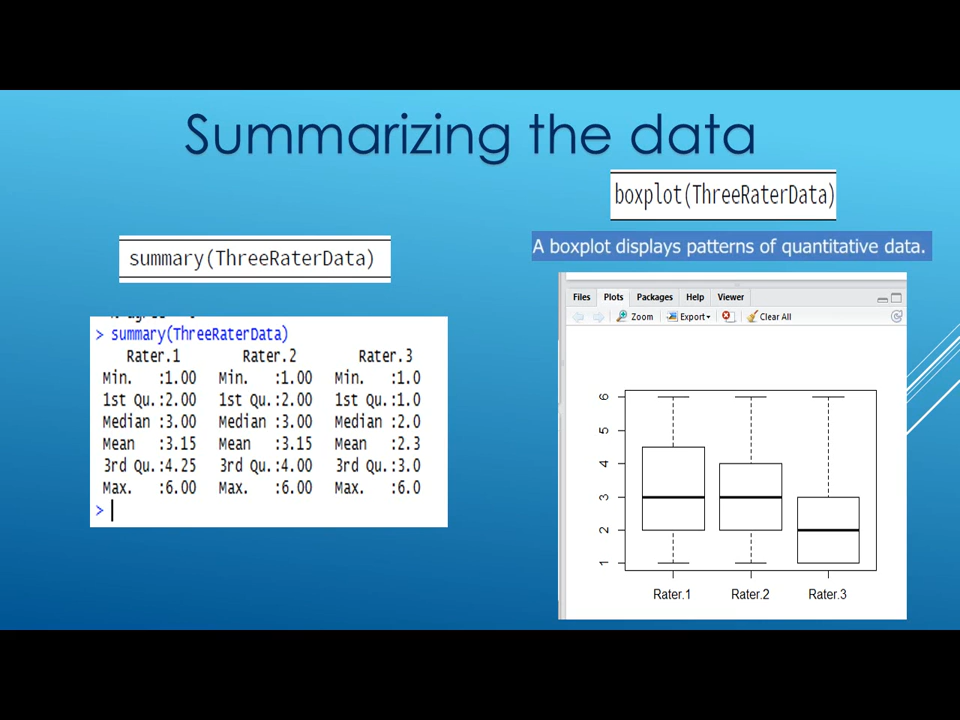 Summarizing the data
boxplot(ThreeRaterData)
A boxplot displays patterns of quantitative data.
summary(ThreeRaterData)
> summary(ThreeRaterData)
Rater.1 Rater.2 Rater.3
Min. :1.00 Min. :1.00 Min. :1.0
1st Qu.:2.00 1st Qu.:2.00 1st Qu.:1.0
Median :3.00 Median :3.00 Median :2.0
Mean :3.15 Mean :3.15 Mean :2.3
3rd Qu.:4.25 3rd Qu.:4.00 3rd Qu.:3.0
Max. :6.00 Max. :6.00 Max. :6.0
>
Files Plots Packages Help Viewer
Zoom Export Clear All
6
5
4
3
2
1
Rater.1 Rater.2 Rater.3